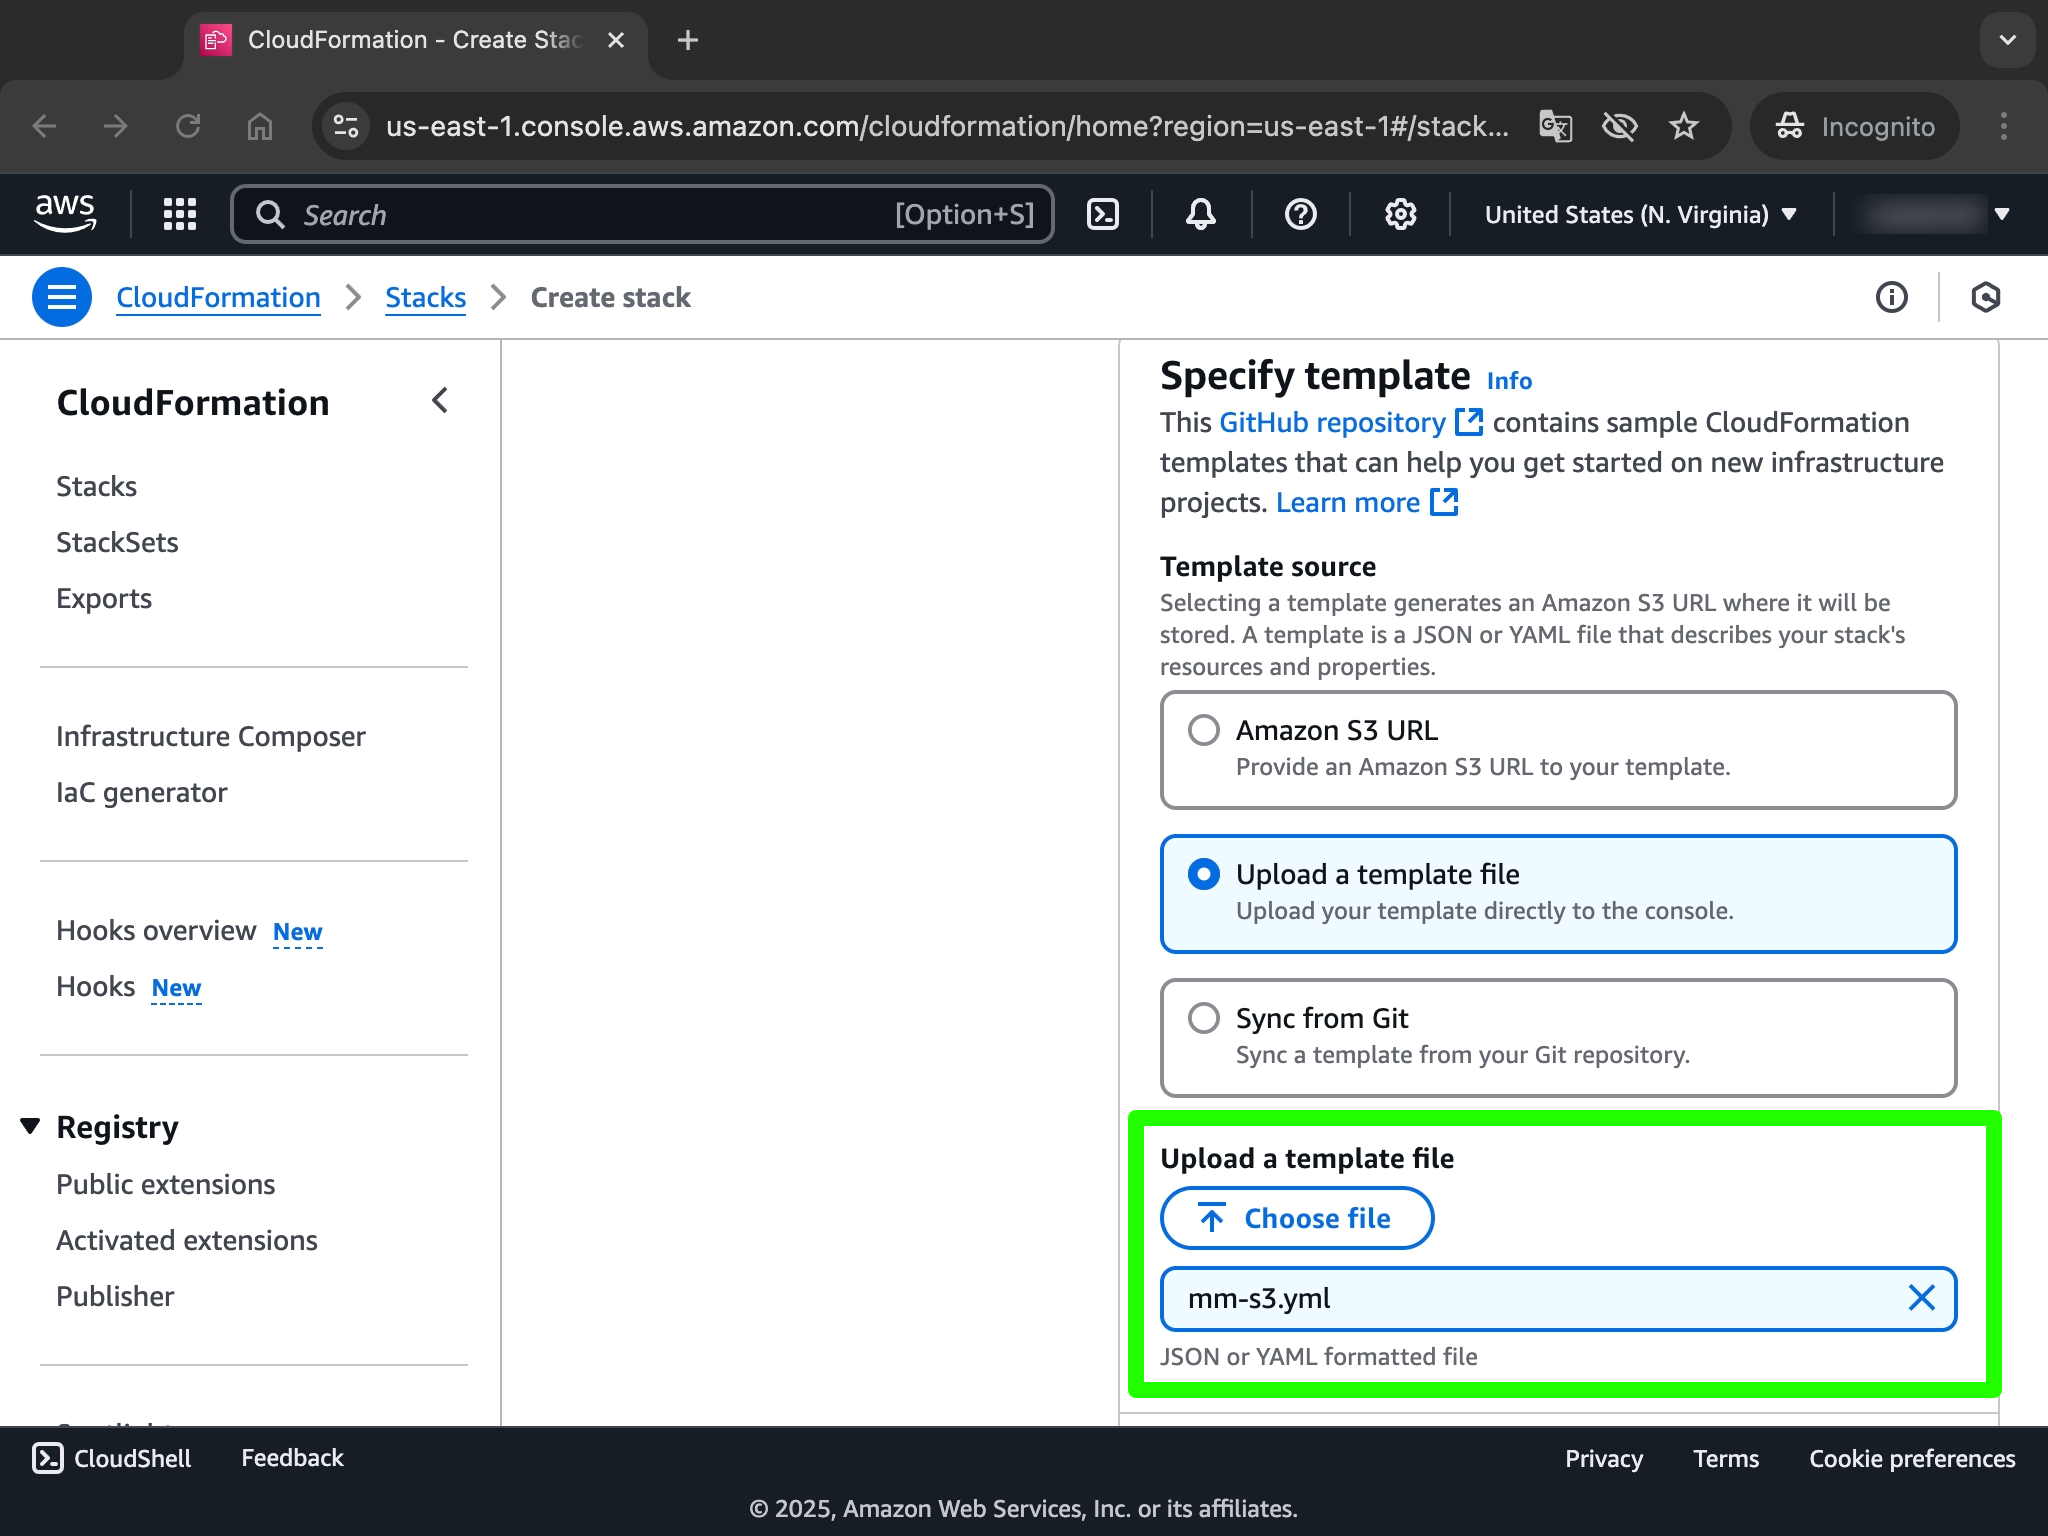 CloudFormation - Create Stac
us-east-1.console.aws.amazon.com/cloudformation/home?region=us-east-1#/stack...
Incognito
aws
Search
[Option+S]
United States (N. Virginia)
CloudFormation
Stacks
Create stack
CloudFormation
Stacks
StackSets
Exports
Infrastructure Composer
IaC generator
Hooks overview New
Hooks New
Registry
Public extensions
Activated extensions
Publisher
Specify template Info
This GitHub repository contains sample CloudFormation
templates that can help you get started on new infrastructure
projects. Learn more
Template source
Selecting a template generates an Amazon S3 URL where it will be
stored. A template is a JSON or YAML file that describes your stack's
resources and properties.
Amazon S3 URL
Provide an Amazon S3 URL to your template.
Upload a template file
Upload your template directly to the console.
Sync from Git
Sync a template from your Git repository.
Upload a template file
Choose file
mm-s3.yml
JSON or YAML formatted file
CloudShell
Feedback
Privacy
Terms
Cookie preferences
© 2025, Amazon Web Services, Inc. or its affiliates.